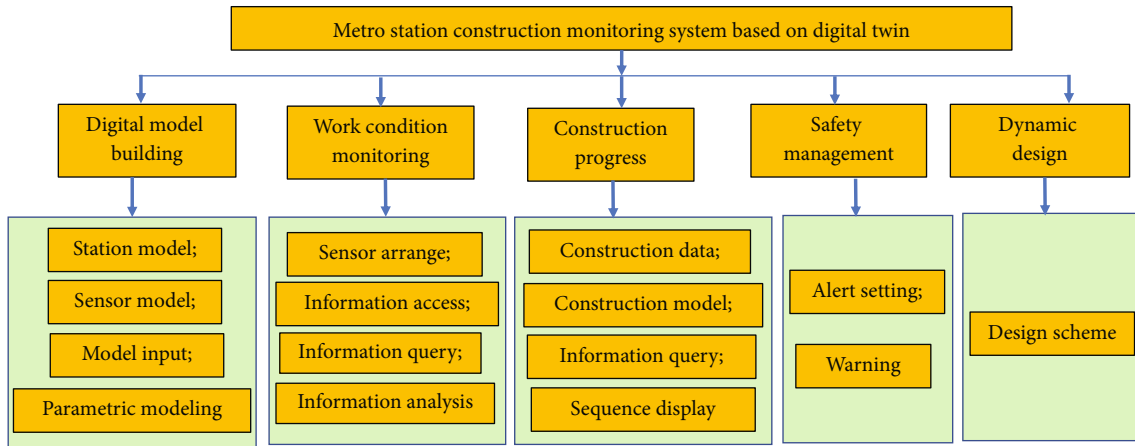 Metro station construction monitoring system based on digital twin
Digital model
building
Work condition
monitoring
Construction
progress
Safety
management
Dynamic
design
Station model;
Sensor model;
Model input;
Parametric modeling
Sensor arrange;
Information access;
Information query;
Information analysis
Construction data;
Construction model;
Information query;
Sequence display
Alert setting;
Warning
Design scheme